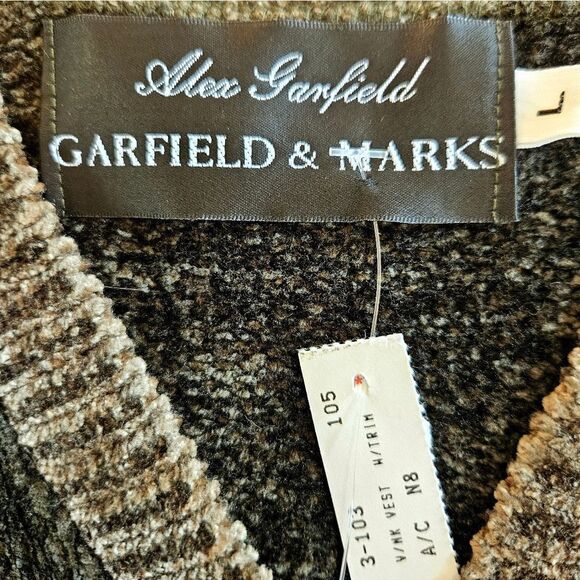 Alex Garfield
GARFIELD & MARKS
L
105
3-103
V/NK VEST W/TRIM
A/C N8